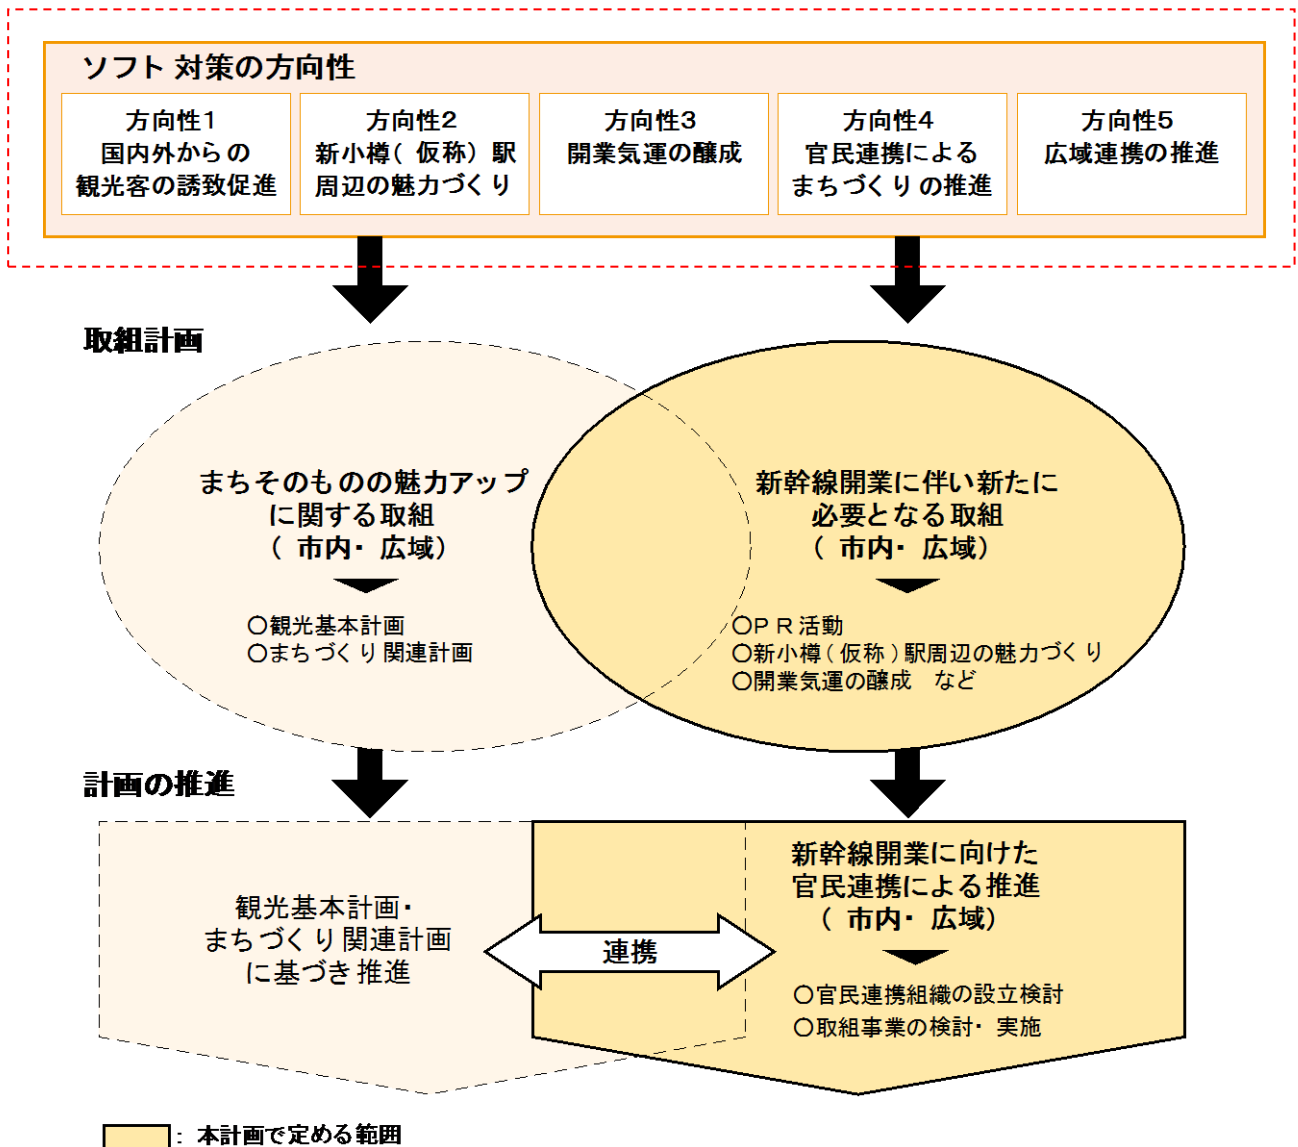 ソフト対策の方向性
方向性1
国内外からの
観光客の誘致促進
方向性2
新小樽(仮称)駅
周辺の魅力づくり
方向性3
開業気運の醸成
方向性4
官民連携による
まちづくりの推進
方向性5
広域連携の推進
取組計画
まちそのものの魅力アップ
に関する取組
(市内・広域)
○観光基本計画
○まちづくり関連計画
新幹線開業に伴い新たに
必要となる取組
(市内・広域)
○PR活動
○新小樽(仮称)駅周辺の魅力づくり
○開業気運の醸成 など
計画の推進
観光基本計画・
まちづくり関連計画
に基づき推進
連携
新幹線開業に向けた
官民連携による推進
(市内・広域)
○官民連携組織の設立検討
○取組事業の検討・実施
:本計画で定める範囲